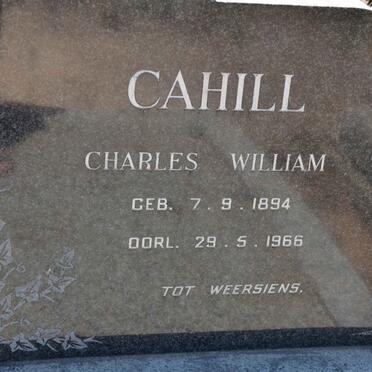 CAHILL
CHARLES WILLIAM
GEB. 7.9.1894
OORL. 29.5.1966
TOT WEERSIENS.